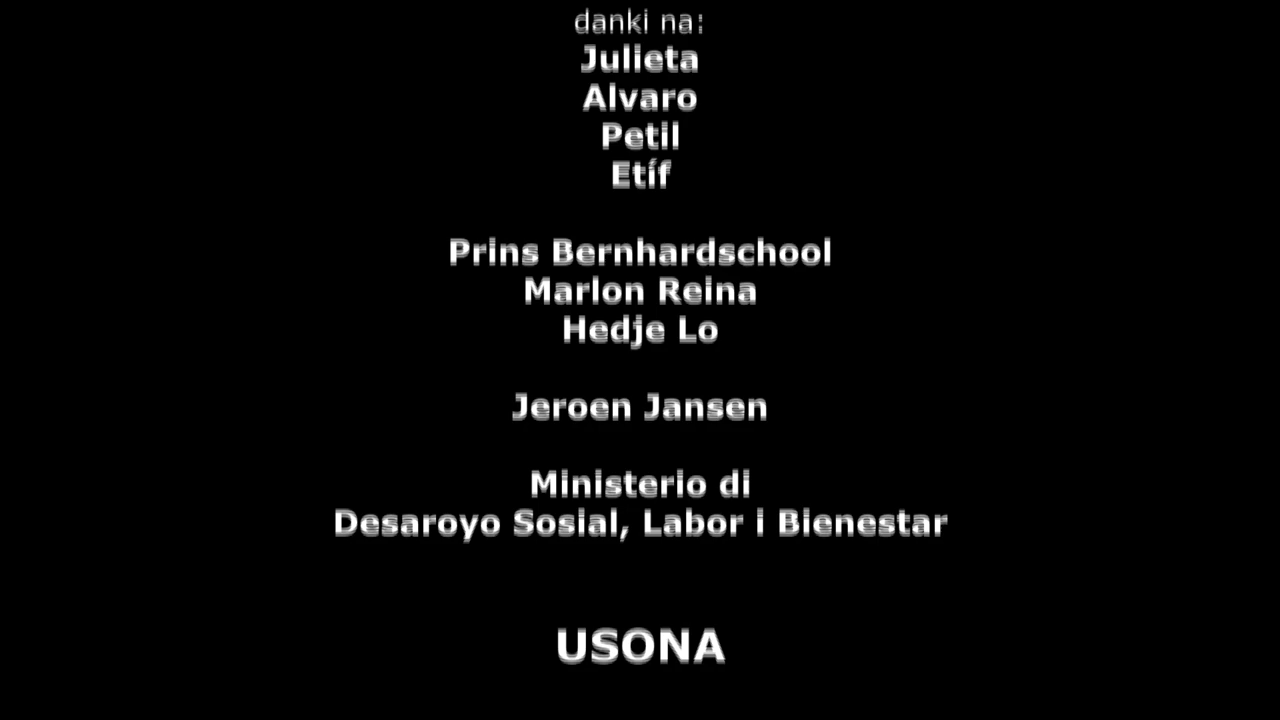 danki na:
Julieta
Alvaro
Petil
Etíf
Prins Bernhardschool
Marlon Reina
Hedje Lo
Jeroen Jansen
Ministerio di
Desaroyo Sosial, Labor i Bienestar
USONA